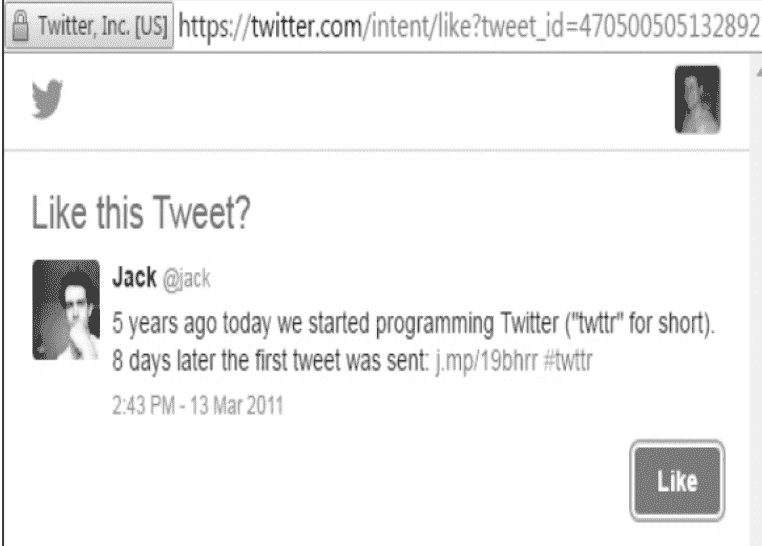 Twitter, Inc. [US] https://twitter.com/intent/like?tweet_id=470500505132892
Like this Tweet?
Jack @jack
5 years ago today we started programming Twitter ("twttr" for short).
8 days later the first tweet was sent: j.mp/19bhrr #twttr
2:43 PM - 13 Mar 2011
Like